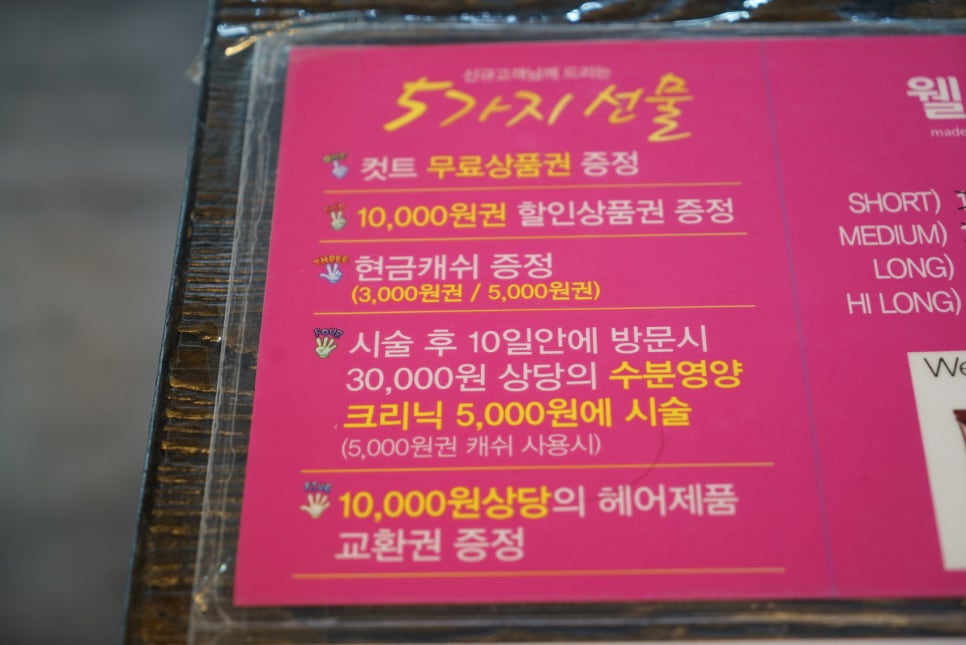 신규고객님께 드리는
5가지 선물
컷트 무료상품권 증정
10,000원권 할인상품권 증정
THREE
현금캐쉬 증정
(3,000원권 / 5,000원권)
FOUR
시술 후 10일안에 방문시
30,000원 상당의 수분영양
크리닉 5,000원에 시술
(5,000원권 캐쉬 사용시)
FIVE
10,000원상당의 헤어제품
교환권 증정
웰
made
SHORT)
MEDIUM)
LONG)
HI LONG)
We